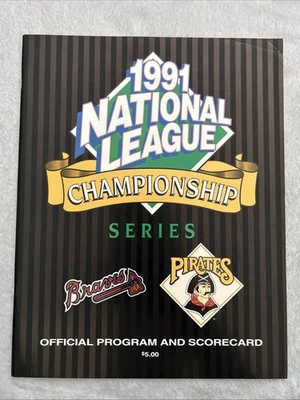 1991
NATIONAL
LEAGUE
CHAMPIONSHIP
SERIES
Braves
PIRATES
OFFICIAL PROGRAM AND SCORECARD
$5.00